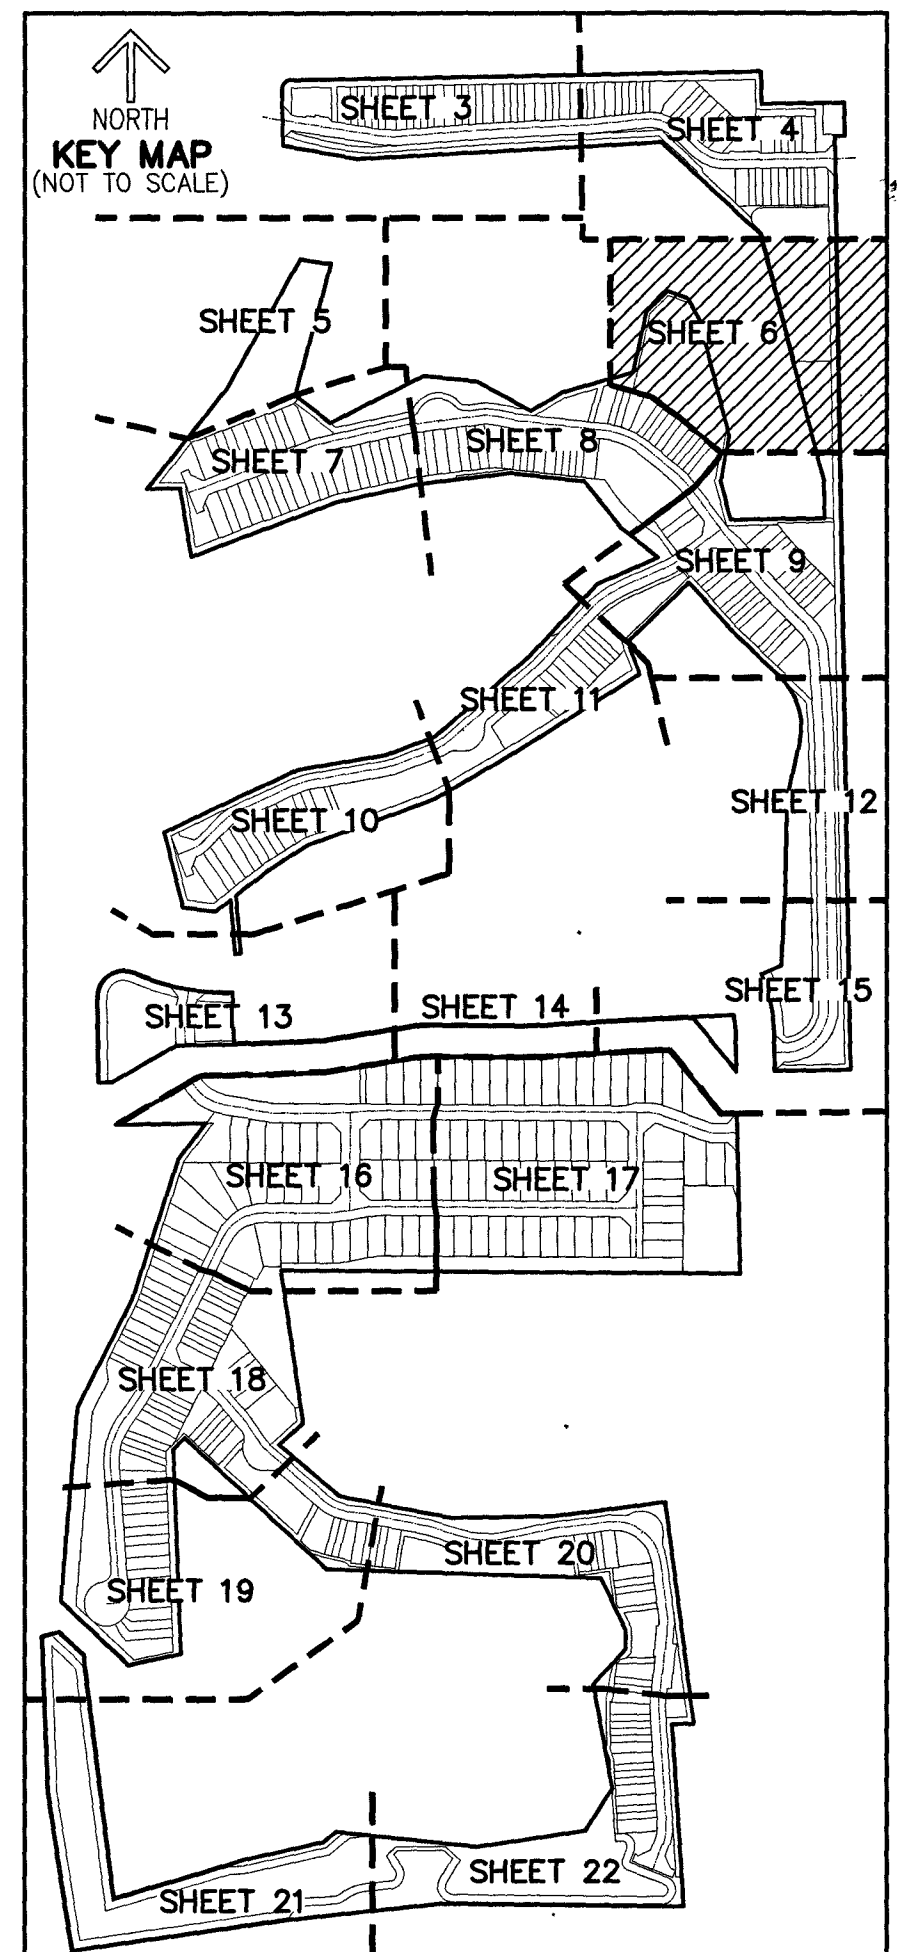 NORTH
KEY MAP
(NOT TO SCALE)
SHEET 3
SHEET 4
SHEET 5
SHEET 6
SHEET 7
SHEET 8
SHEET 9
SHEET 11
SHEET 10
SHEET 12
SHEET 13
SHEET 14
SHEET 15
SHEET 16
SHEET 17
SHEET 18
SHEET 19
SHEET 20
SHEET 21
SHEET 22